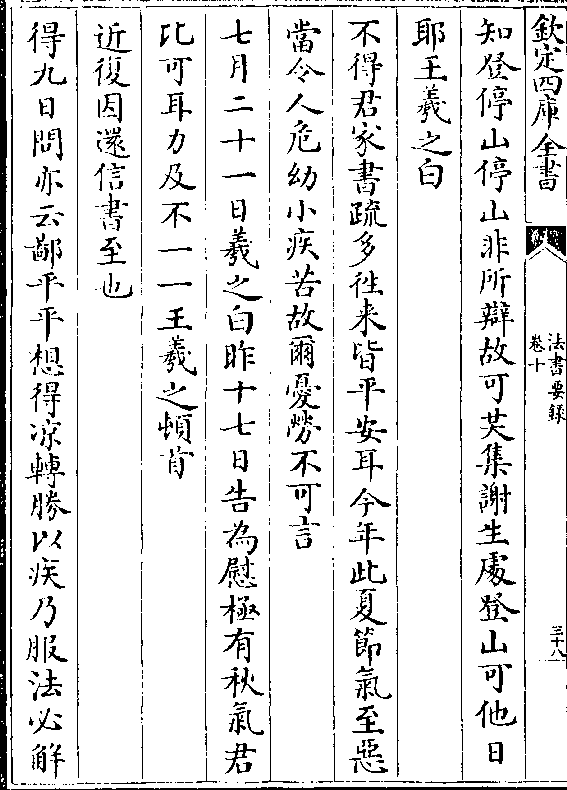 欽定四庫全書
法書要錄
卷十
三十八
知登停山停山非所辯故可共集謝生處登山可他日
耶王羲之白
不得君家書疏多往来皆平安耳今年此夏節氣至惡
當令人危幼小疾苦故爾憂勞不可言
七月二十一日羲之白昨十七日告為慰極有秋氣君
比可耳力及不一一王羲之頓首
近復因還信書至也
得九日問亦云鄙平平想得凉轉勝以疾乃服法必解